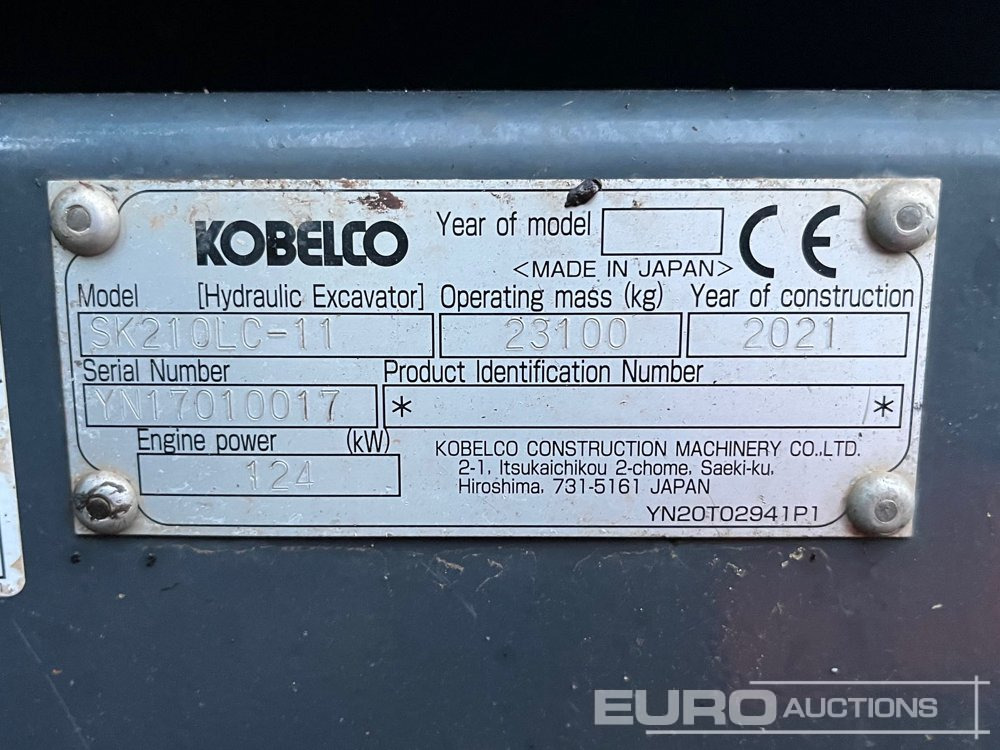 KOBELCO Year of model CE
<MADE IN JAPAN>
Model [Hydraulic Excavator] Operating mass (kg) Year of construction
SK210LC-11 23100 2021
Serial Number Product Identification Number
YN17010017 * *
Engine power (kW)
124
KOBELCO CONSTRUCTION MACHINERY CO.,LTD.
2-1, Itsukaichikou 2-chome, Saeki-ku,
Hiroshima, 731-5161 JAPAN
YN20T02941P1
EURO AUCTIONS